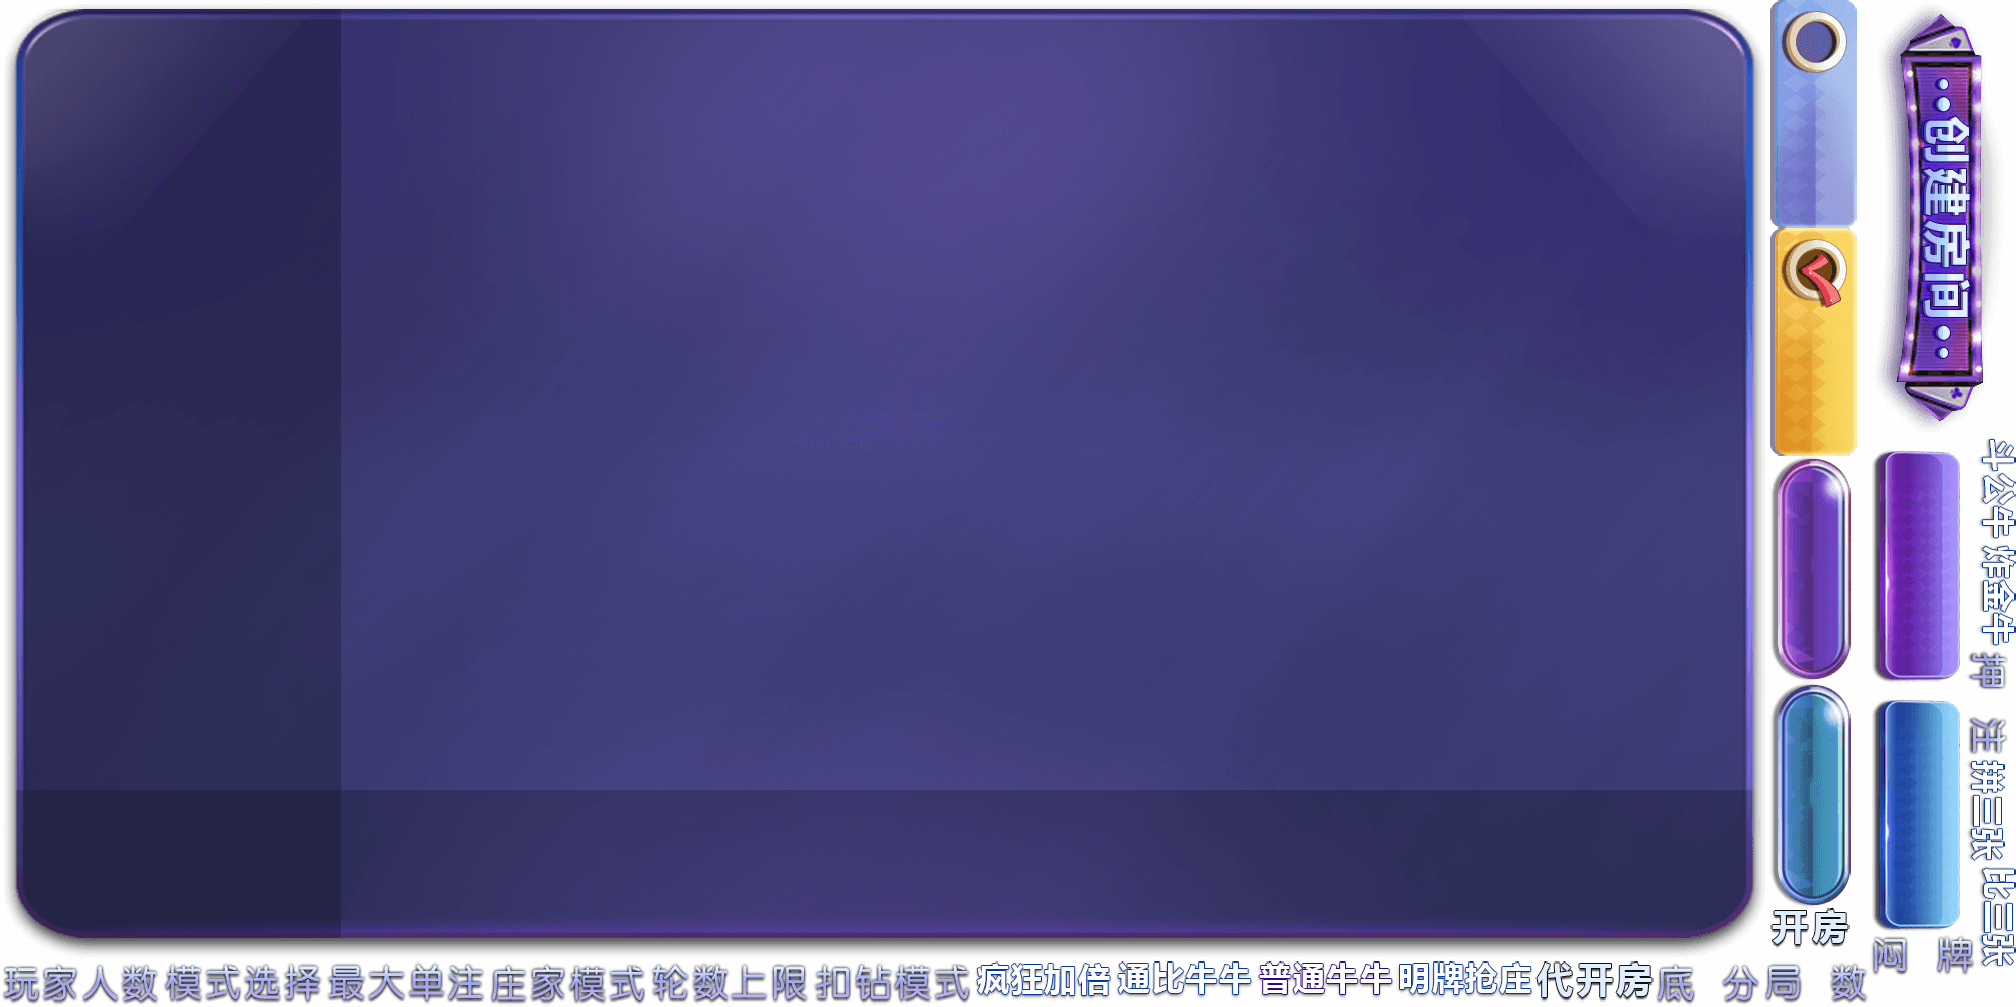 ··创建房间··
斗公牛
炸金牛
押 注
拼三张
比三张
开房
闷 牌
玩家人数
模式选择
最大单注
庄家模式
轮数上限
扣钻模式
疯狂加倍
通比牛牛
普通牛牛
明牌抢庄
代开房
底 分
局 数